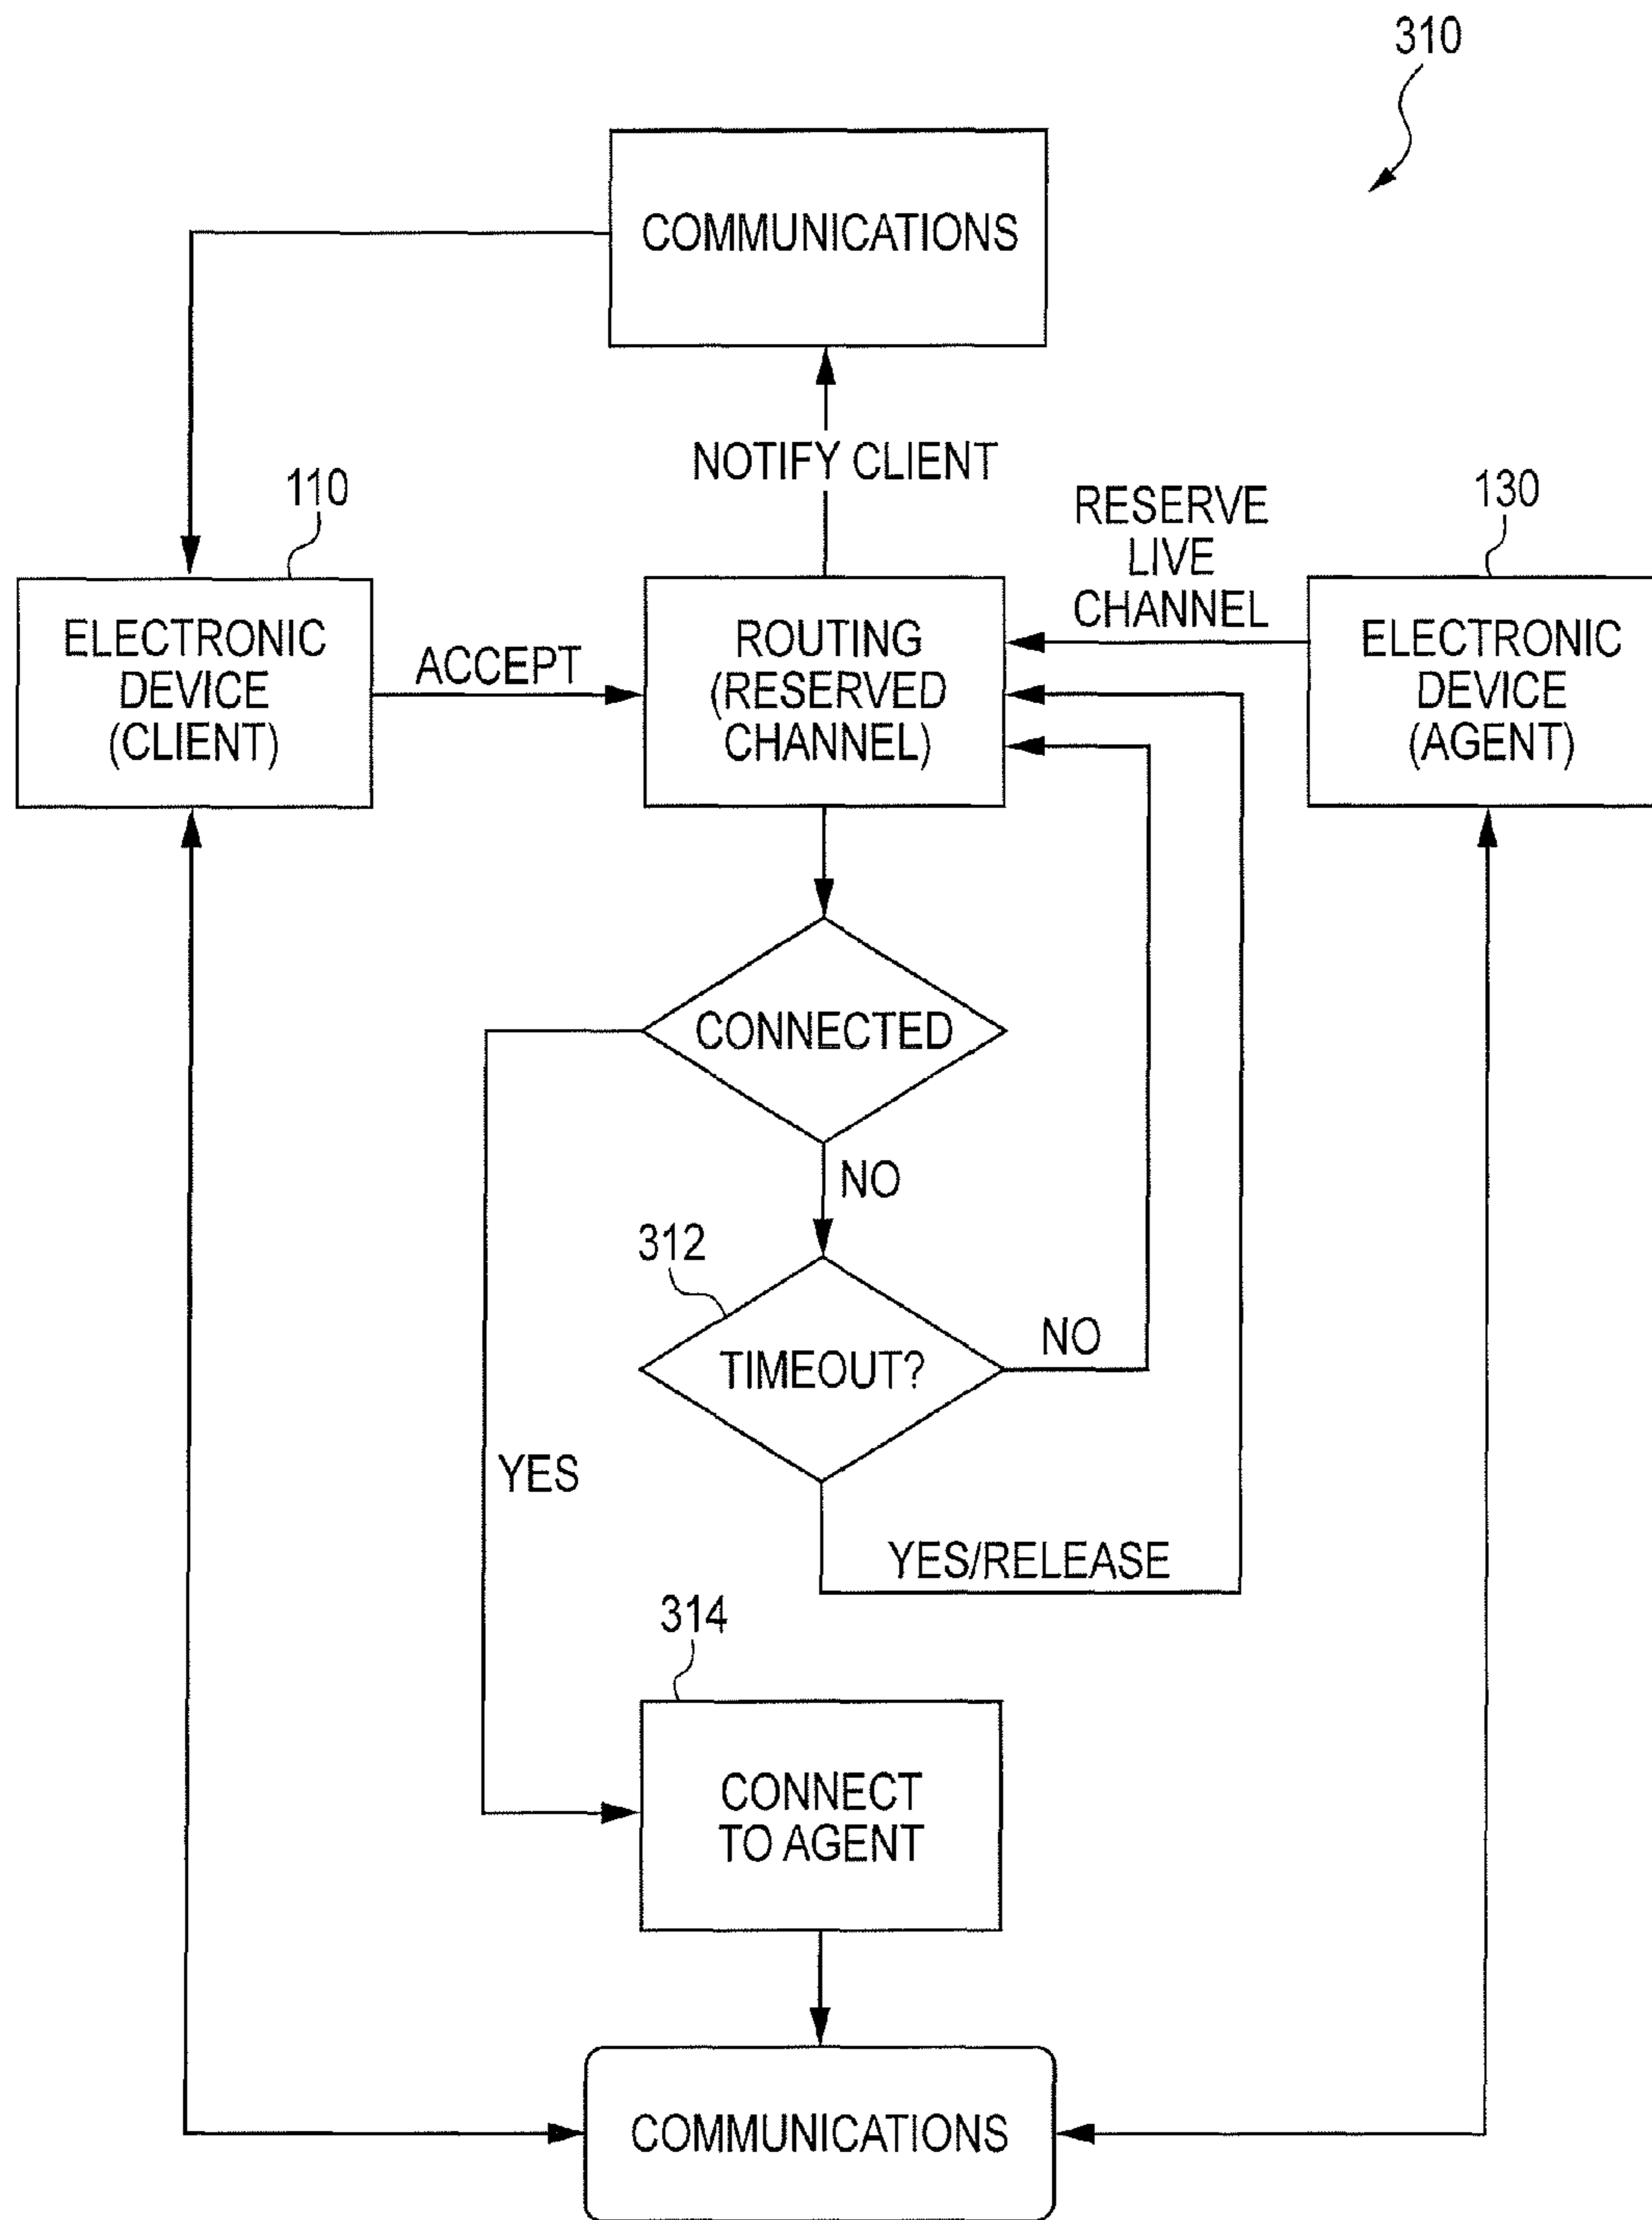 310
COMMUNICATIONS
NOTIFY CLIENT
110
RESERVE
LIVE
CHANNEL
130
ELECTRONIC
DEVICE
(CLIENT)
ACCEPT
ROUTING
(RESERVED
CHANNEL)
ELECTRONIC
DEVICE
(AGENT)
CONNECTED
NO
312
TIMEOUT?
NO
YES
YES/RELEASE
314
CONNECT
TO AGENT
COMMUNICATIONS